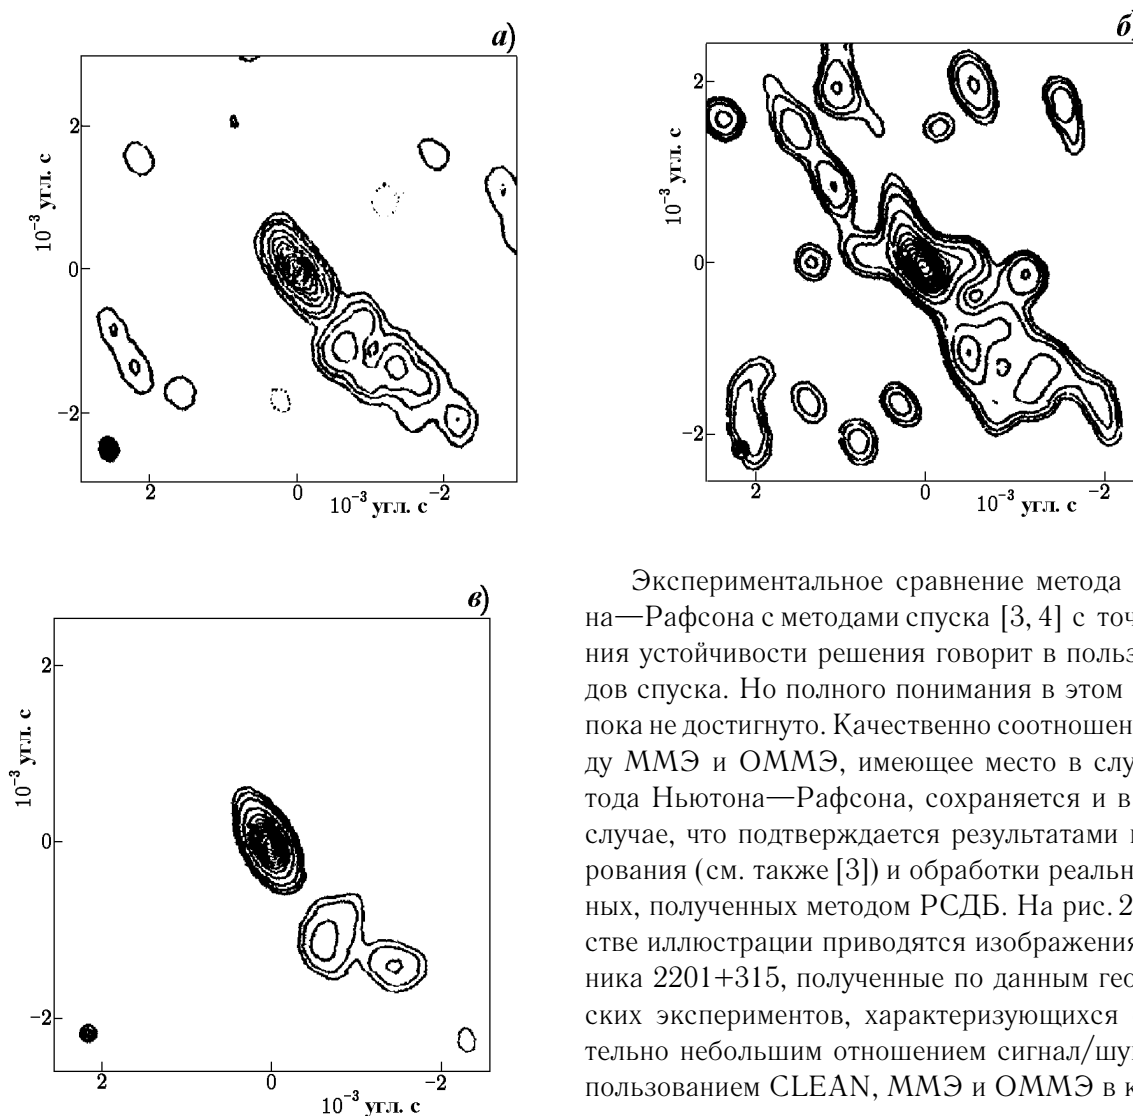 а)
2
0
−2
10⁻³ угл. с
2
0
−2
10⁻³ угл. с
б)
2
0
−2
10⁻³ угл. с
2
0
−2
10⁻³ угл. с
в)
2
0
−2
10⁻³ угл. с
2
0
−2
10⁻³ угл. с
Экспериментальное сравнение метода
на—Рафсона с методами спуска [3, 4] с точ
ния устойчивости решения говорит в польз
дов спуска. Но полного понимания в этом
пока не достигнуто. Качественно соотношен
ду ММЭ и ОММЭ, имеющее место в слу
тода Ньютона—Рафсона, сохраняется и в
случае, что подтверждается результатами
рования (см. также [3]) и обработки реальн
ных, полученных методом РСДБ. На рис. 2
стве иллюстрации приводятся изображения
ника 2201+315, полученные по данным гео
ских экспериментов, характеризующихся
тельно небольшим отношением сигнал/шу
пользованием CLEAN, ММЭ и ОММЭ в к